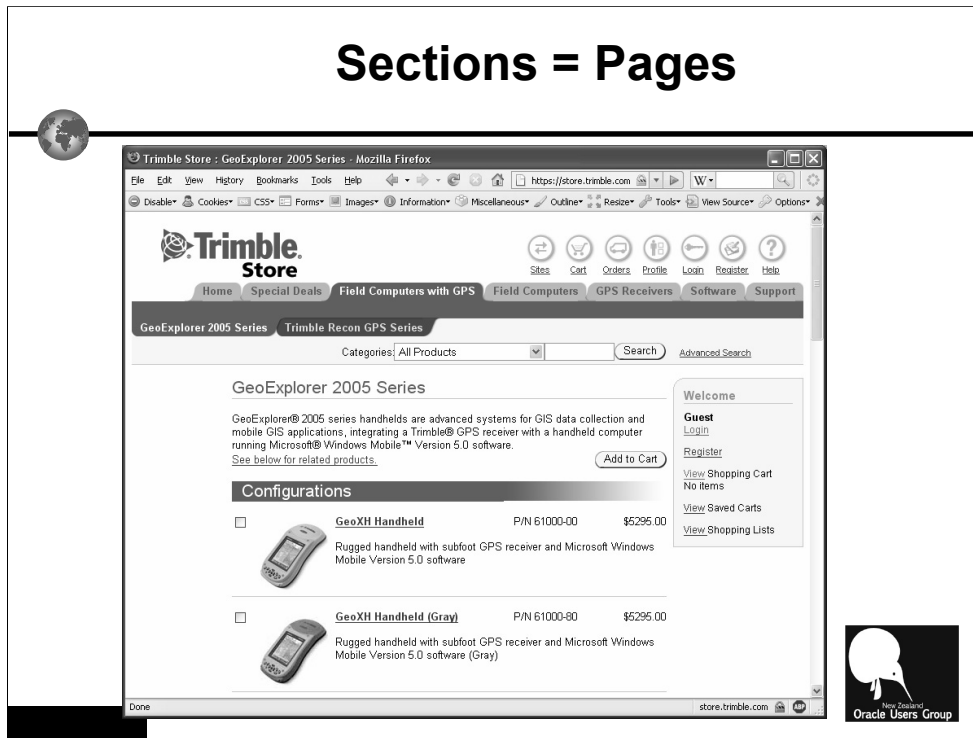 Sections = Pages
Trimble Store : GeoExplorer 2005 Series - Mozilla Firefox
File Edit View History Bookmarks Tools Help https://store.trimble.com W
Disable Cookies CSS Forms Images Information Miscellaneous Outline Resize Tools View Source Options
Trimble.
Store
Sites Cart Orders Profile Login Register Help
Home Special Deals Field Computers with GPS Field Computers GPS Receivers Software Support
GeoExplorer 2005 Series Trimble Recon GPS Series
Categories: All Products Search Advanced Search
GeoExplorer 2005 Series
GeoExplorer® 2005 series handhelds are advanced systems for GIS data collection and
mobile GIS applications, integrating a Trimble® GPS receiver with a handheld computer
running Microsoft® Windows Mobile™ Version 5.0 software.
See below for related products. Add to Cart
Configurations
GeoXH Handheld P/N 61000-00 $5295.00
Rugged handheld with subfoot GPS receiver and Microsoft Windows
Mobile Version 5.0 software
GeoXH Handheld (Gray) P/N 61000-80 $5295.00
Rugged handheld with subfoot GPS receiver and Microsoft Windows
Mobile Version 5.0 software (Gray)
Welcome
Guest
Login
Register
View Shopping Cart
No items
View Saved Carts
View Shopping Lists
Done store.trimble.com ABP
New Zealand
Oracle Users Group